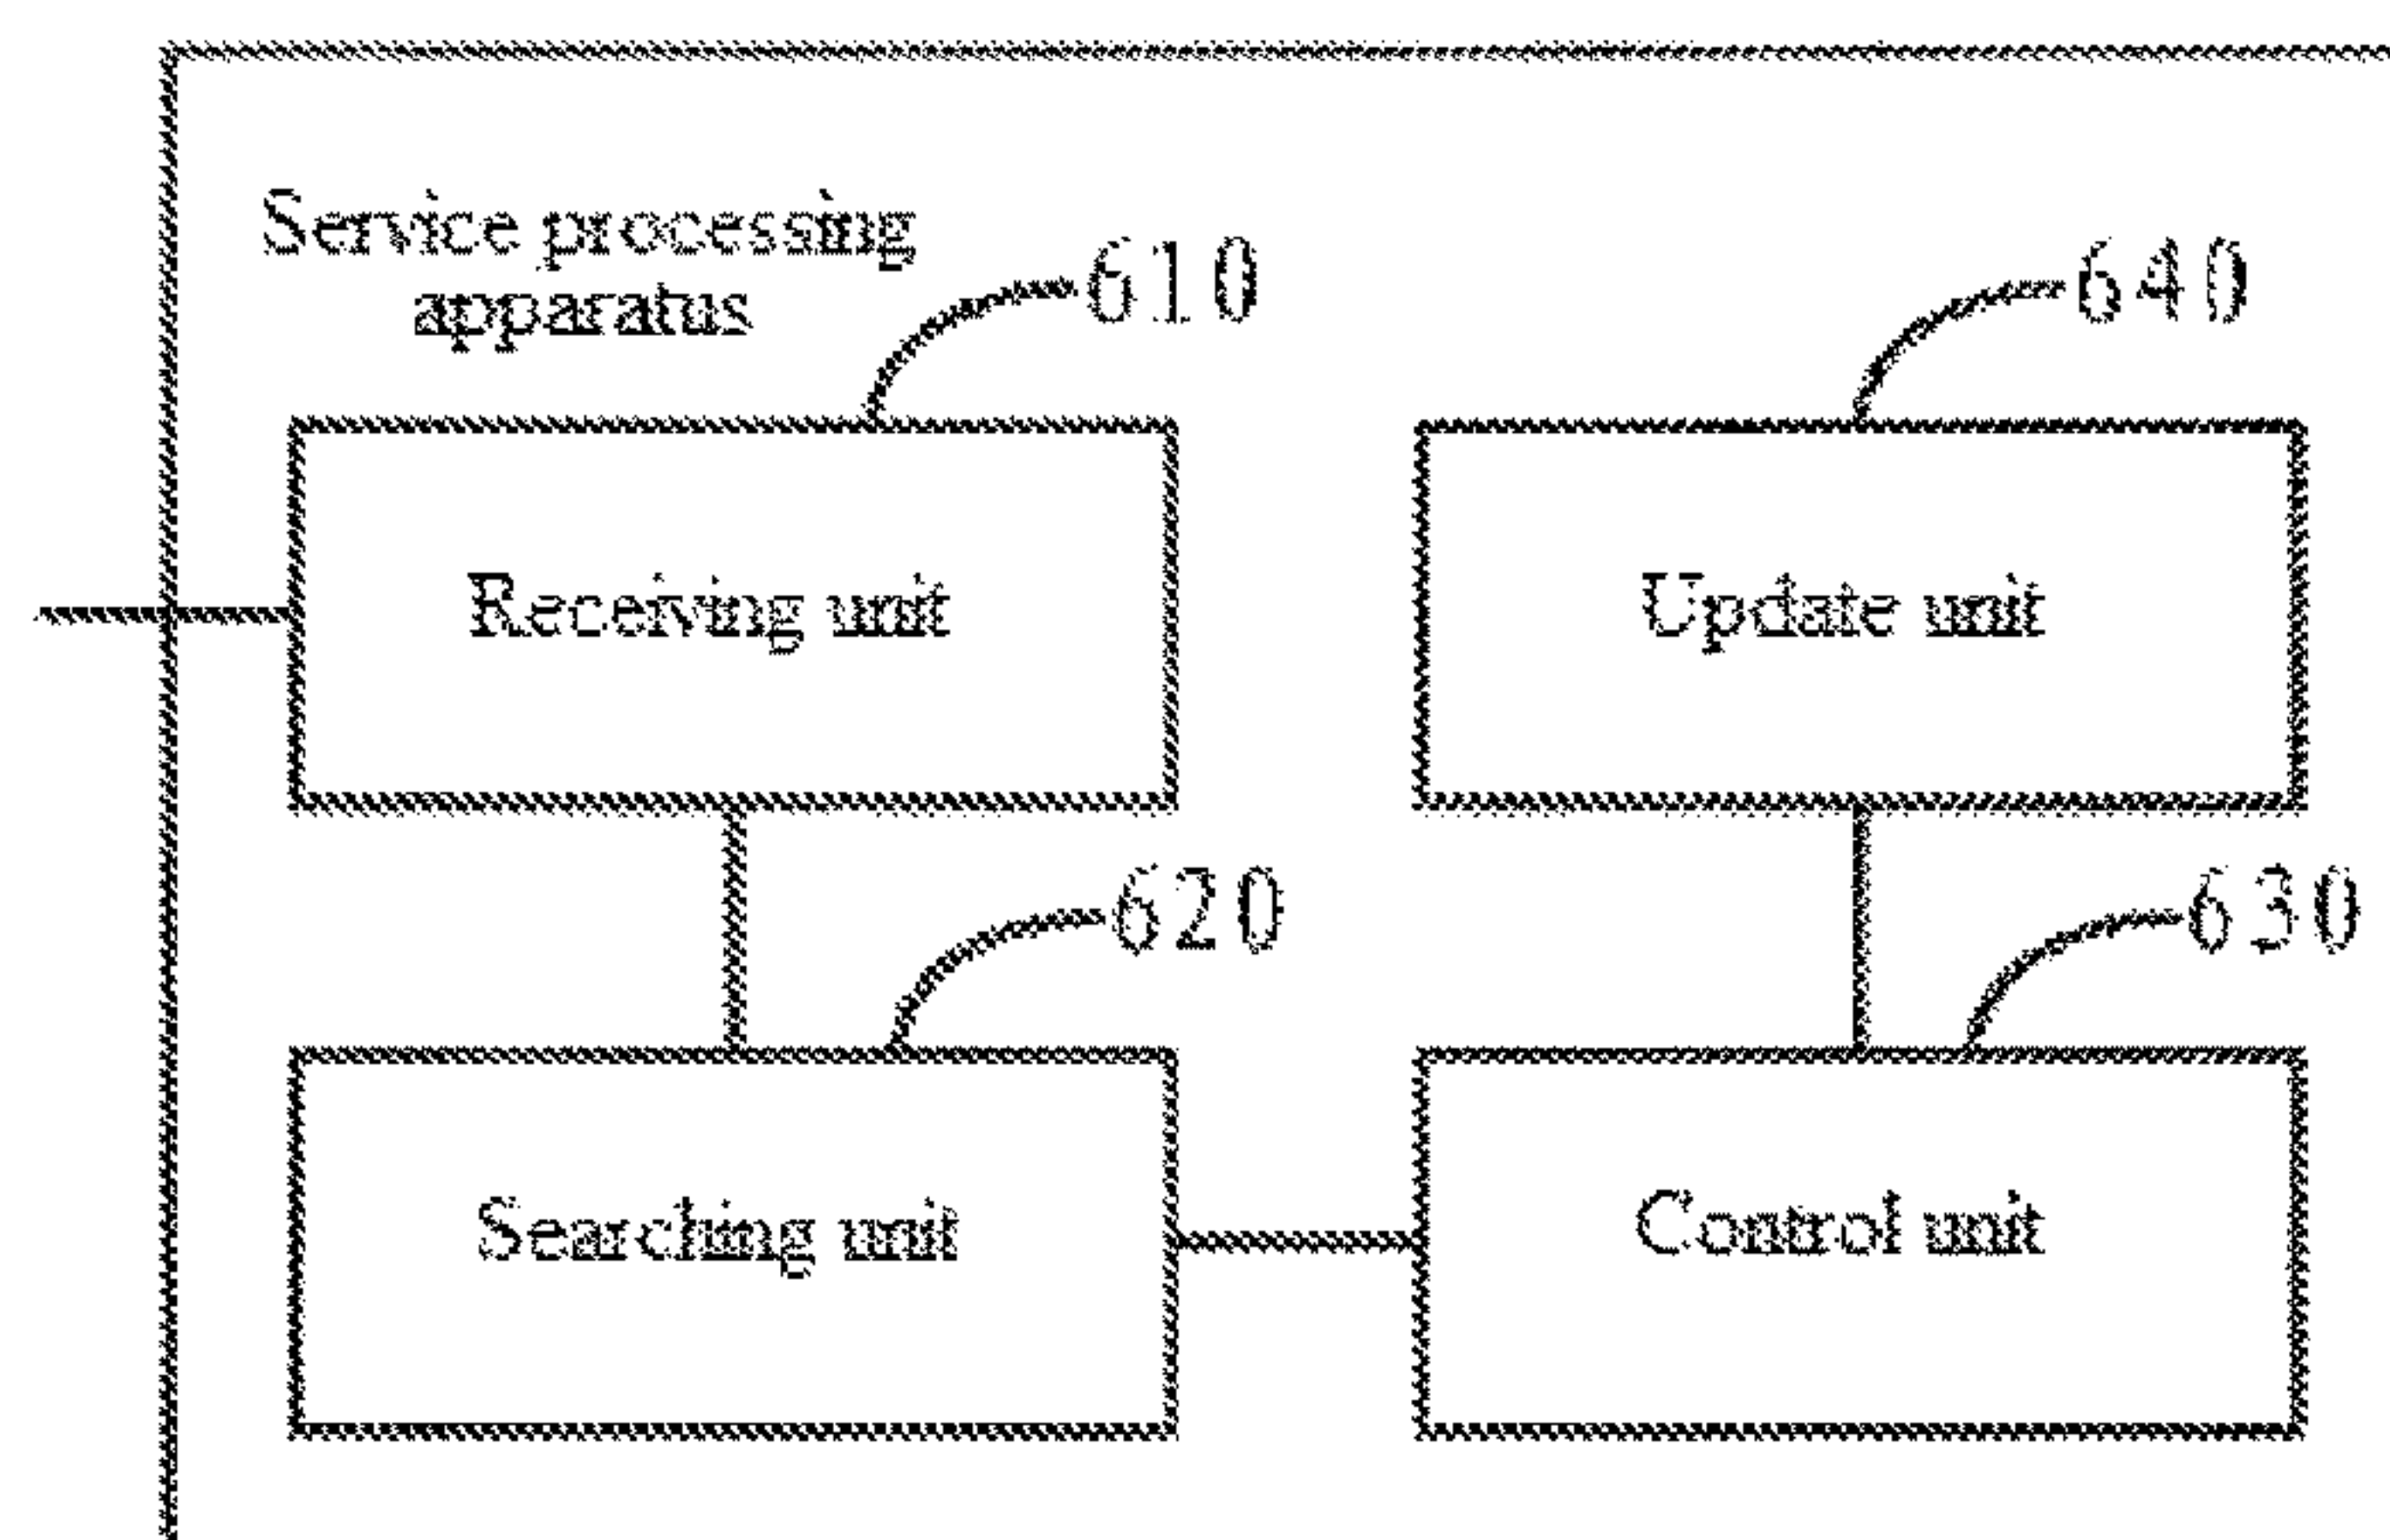 Service processing
apparatus
610
640
Receiving unit
Update unit
620
630
Searching unit
Control unit